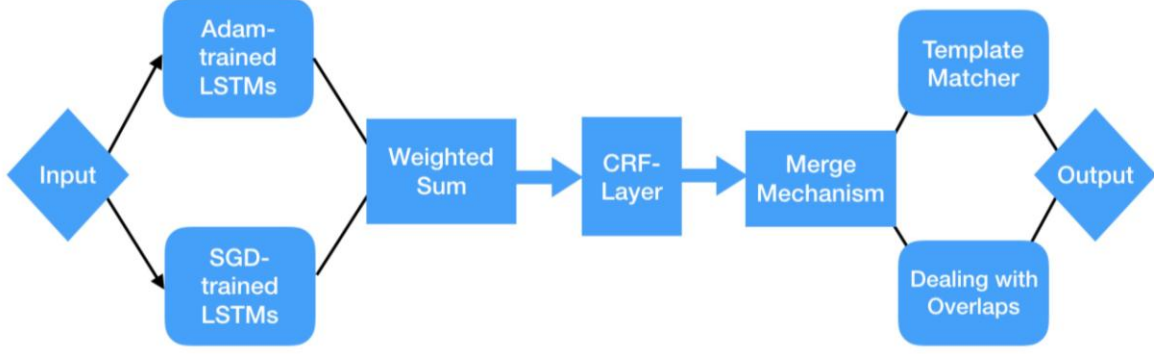 Input
Adam-
trained
LSTMs
SGD-
trained
LSTMs
Weighted
Sum
CRF-
Layer
Merge
Mechanism
Template
Matcher
Dealing with
Overlaps
Output